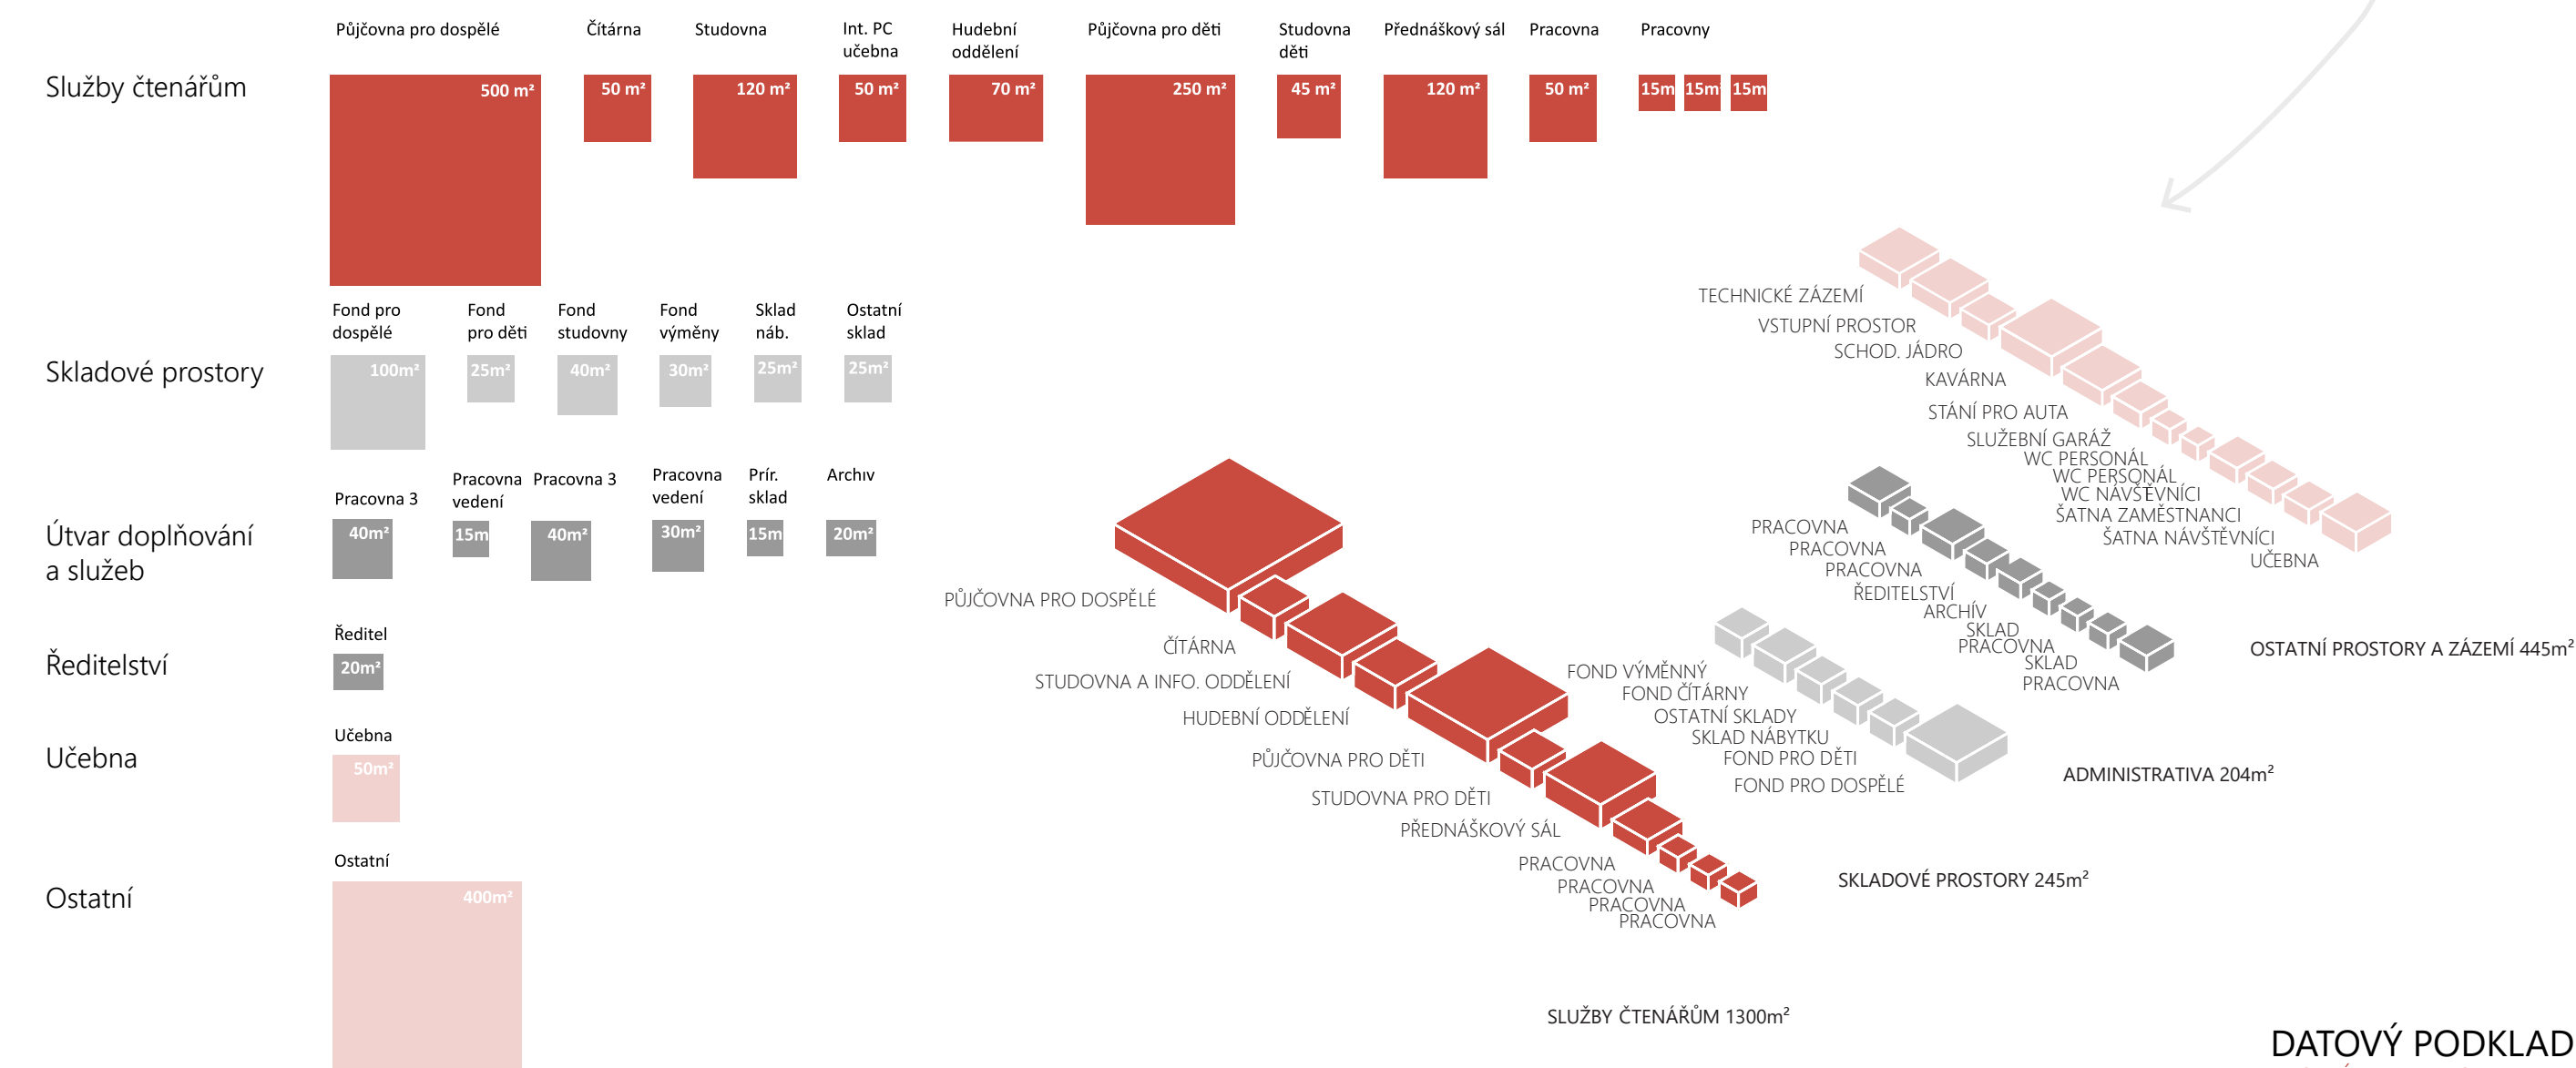 Půjčovna pro dospělé
Čítárna
Studovna
Int. PC
učebna
Hudební
oddělení
Půjčovna pro děti
Studovna
děti
Přednáškový sál
Pracovna
Pracovny
Služby čtenářům
500 m²
50 m²
120 m²
50 m²
70 m²
250 m²
45 m²
120 m²
50 m²
15m
15m
15m
Fond pro
dospělé
Fond
pro děti
Fond
studovny
Fond
výměny
Sklad
náb.
Ostatní
sklad
Skladové prostory
100m²
25m²
40m²
30m²
25m²
25m²
Pracovna 3
Pracovna
vedení
Pracovna 3
Pracovna
vedení
Prír.
sklad
Archıv
Útvar doplňování
a služeb
40m²
15m
40m²
30m²
15m
20m²
Ředitel
Ředitelství
20m²
Učebna
Učebna
50m²
Ostatní
Ostatní
400m²
TECHNICKÉ ZÁZEMÍ
VSTUPNÍ PROSTOR
SCHOD. JÁDRO
KAVÁRNA
STÁNÍ PRO AUTA
SLUŽEBNÍ GARÁŽ
WC PERSONÁL
WC PERSONÁL
WC NÁVŠTĚVNÍCI
ŠATNA ZAMĚSTNANCI
ŠATNA NÁVŠTĚVNÍCI
UČEBNA
OSTATNÍ PROSTORY A ZÁZEMÍ 445m²
PRACOVNA
PRACOVNA
PRACOVNA
ŘEDITELSTVÍ
ARCHÍV
SKLAD
PRACOVNA
SKLAD
PRACOVNA
ADMINISTRATIVA 204m²
FOND VÝMĚNNÝ
FOND ČÍTÁRNY
OSTATNÍ SKLADY
SKLAD NÁBYTKU
FOND PRO DĚTI
FOND PRO DOSPĚLÉ
SKLADOVÉ PROSTORY 245m²
PŮJČOVNA PRO DOSPĚLÉ
ČÍTÁRNA
STUDOVNA A INFO. ODDĚLENÍ
HUDEBNÍ ODDĚLENÍ
PŮJČOVNA PRO DĚTI
STUDOVNA PRO DĚTI
PŘEDNÁŠKOVÝ SÁL
PRACOVNA
PRACOVNA
PRACOVNA
PRACOVNA
SLUŽBY ČTENÁŘŮM 1300m²
DATOVÝ PODKLAD